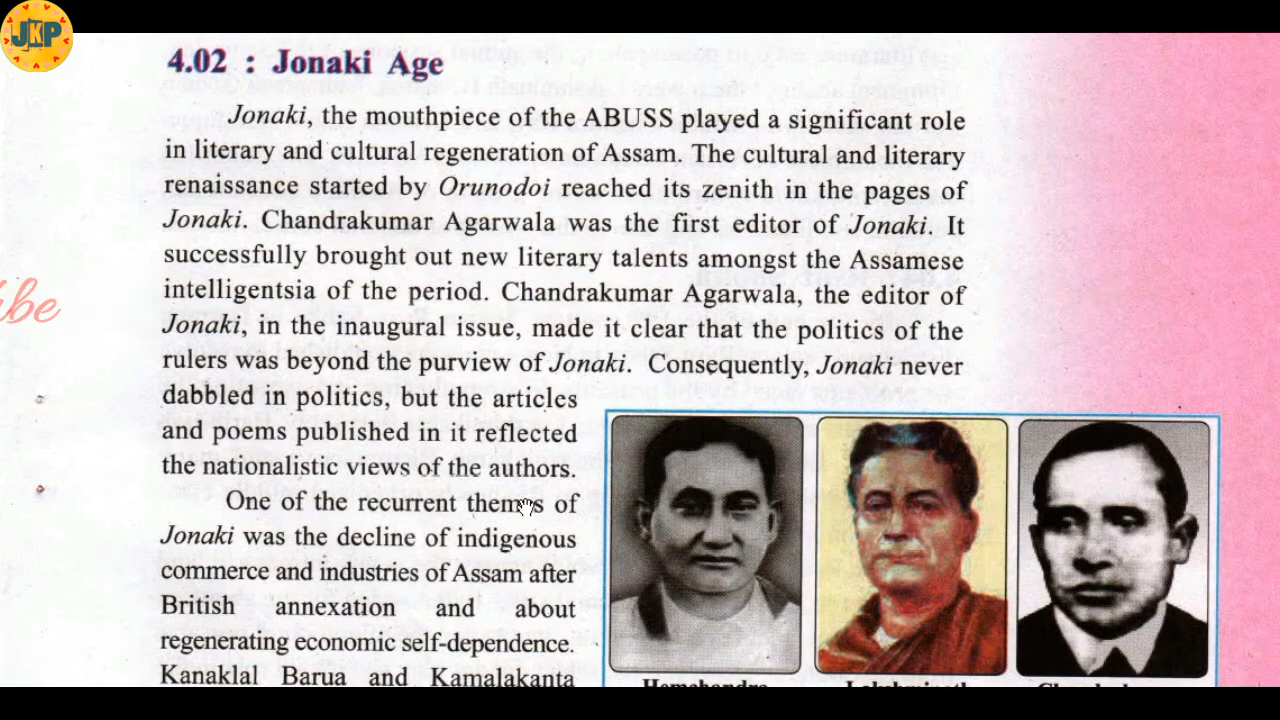 JKP
4.02 : Jonaki Age
Jonaki, the mouthpiece of the ABUSS played a significant role
in literary and cultural regeneration of Assam. The cultural and literary
renaissance started by Orunodoi reached its zenith in the pages of
Jonaki. Chandrakumar Agarwala was the first editor of Jonaki. It
successfully brought out new literary talents amongst the Assamese
intelligentsia of the period. Chandrakumar Agarwala, the editor of
Jonaki, in the inaugural issue, made it clear that the politics of the
rulers was beyond the purview of Jonaki. Consequently, Jonaki never
dabbled in politics, but the articles
and poems published in it reflected
the nationalistic views of the authors.
One of the recurrent themes of
Jonaki was the decline of indigenous
commerce and industries of Assam after
British annexation and about
regenerating economic self-dependence.
Kanaklal Barua and Kamalakanta